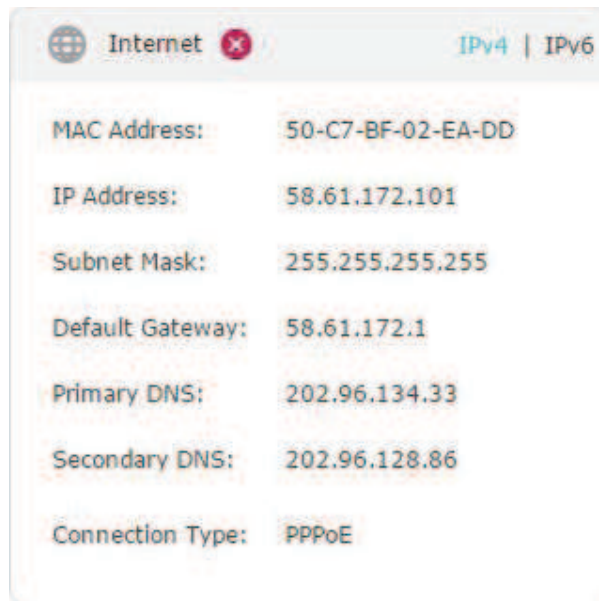 Internet IPv4 | IPv6
MAC Address: 50-C7-BF-02-EA-DD
IP Address: 58.61.172.101
Subnet Mask: 255.255.255.255
Default Gateway: 58.61.172.1
Primary DNS: 202.96.134.33
Secondary DNS: 202.96.128.86
Connection Type: PPPoE